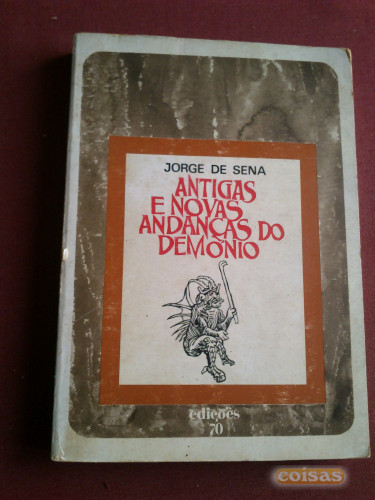 JORGE DE SENA
ANTIGAS
E NOVAS
ANDANÇAS DO
DEMÓNIO
edições
70
coisas